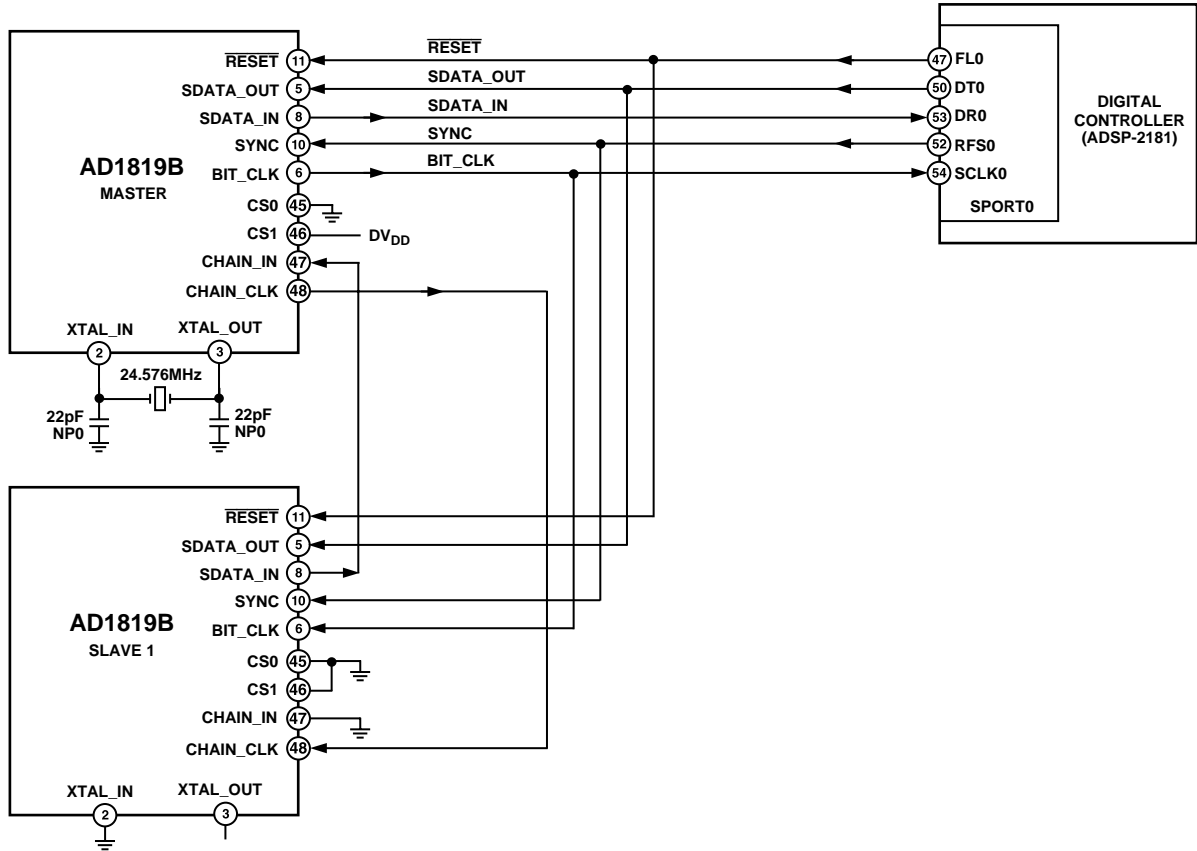 RESET 11 RESET 47 FL0
SDATA_OUT 5 SDATA_OUT 50 DT0
SDATA_IN 8 SDATA_IN 53 DR0
SYNC 10 SYNC 52 RFS0
BIT_CLK 6 BIT_CLK 54 SCLK0
SPORT0
DIGITAL
CONTROLLER
(ADSP-2181)
AD1819B
MASTER
CS0 45
CS1 46 DVDD
CHAIN_IN 47
CHAIN_CLK 48
XTAL_IN XTAL_OUT
2 3
24.576MHz
22pF
NP0
22pF
NP0
RESET 11
SDATA_OUT 5
SDATA_IN 8
SYNC 10
BIT_CLK 6
AD1819B
SLAVE 1
CS0 45
CS1 46
CHAIN_IN 47
CHAIN_CLK 48
XTAL_IN XTAL_OUT
2 3